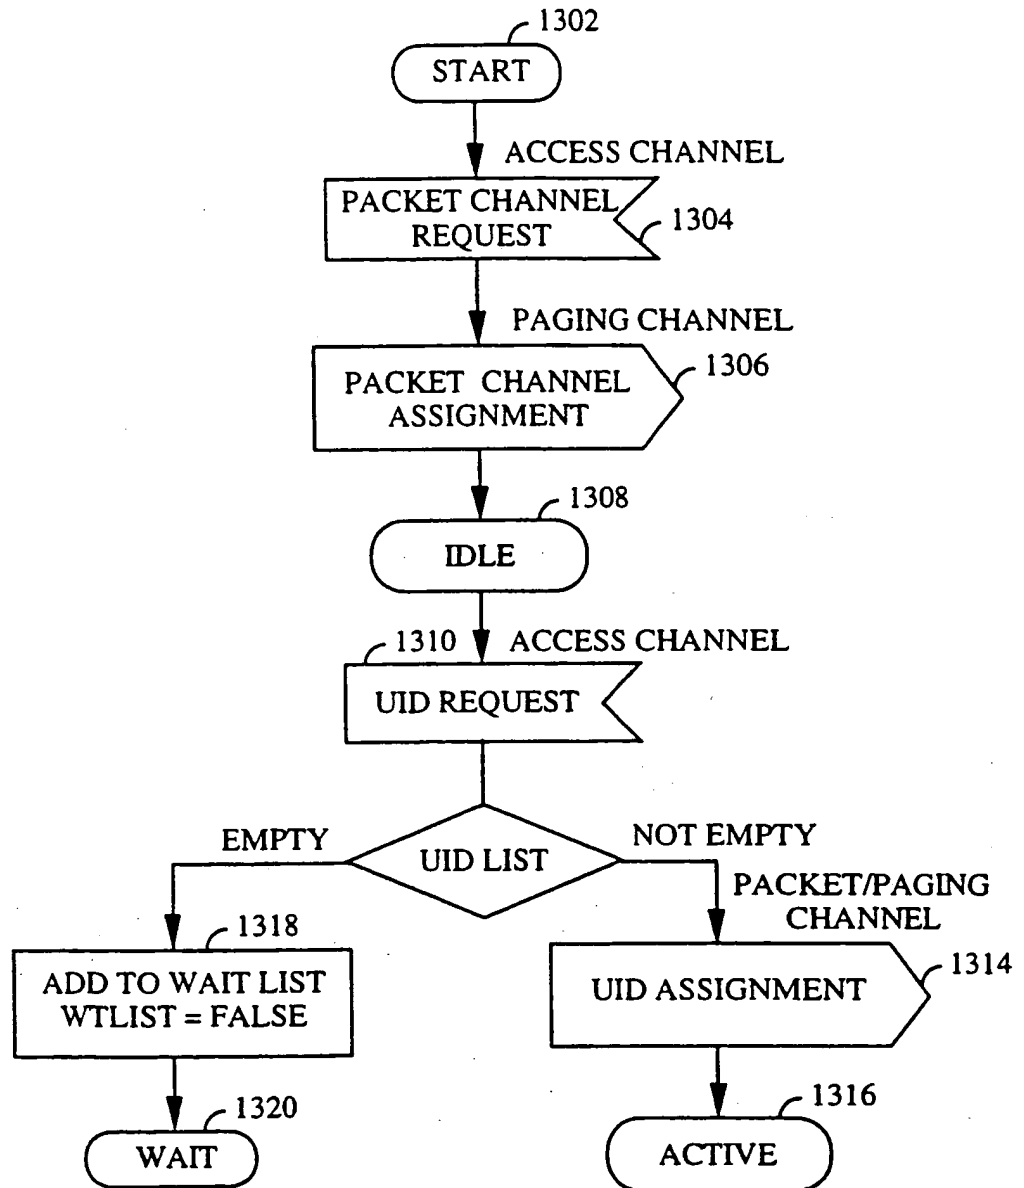 1302
START
ACCESS CHANNEL
PACKET CHANNEL
REQUEST
1304
PAGING CHANNEL
PACKET CHANNEL
ASSIGNMENT
1306
1308
IDLE
1310
ACCESS CHANNEL
UID REQUEST
EMPTY
UID LIST
NOT EMPTY
PACKET/PAGING
CHANNEL
1318
ADD TO WAIT LIST
WTLIST = FALSE
UID ASSIGNMENT
1314
1320
WAIT
1316
ACTIVE